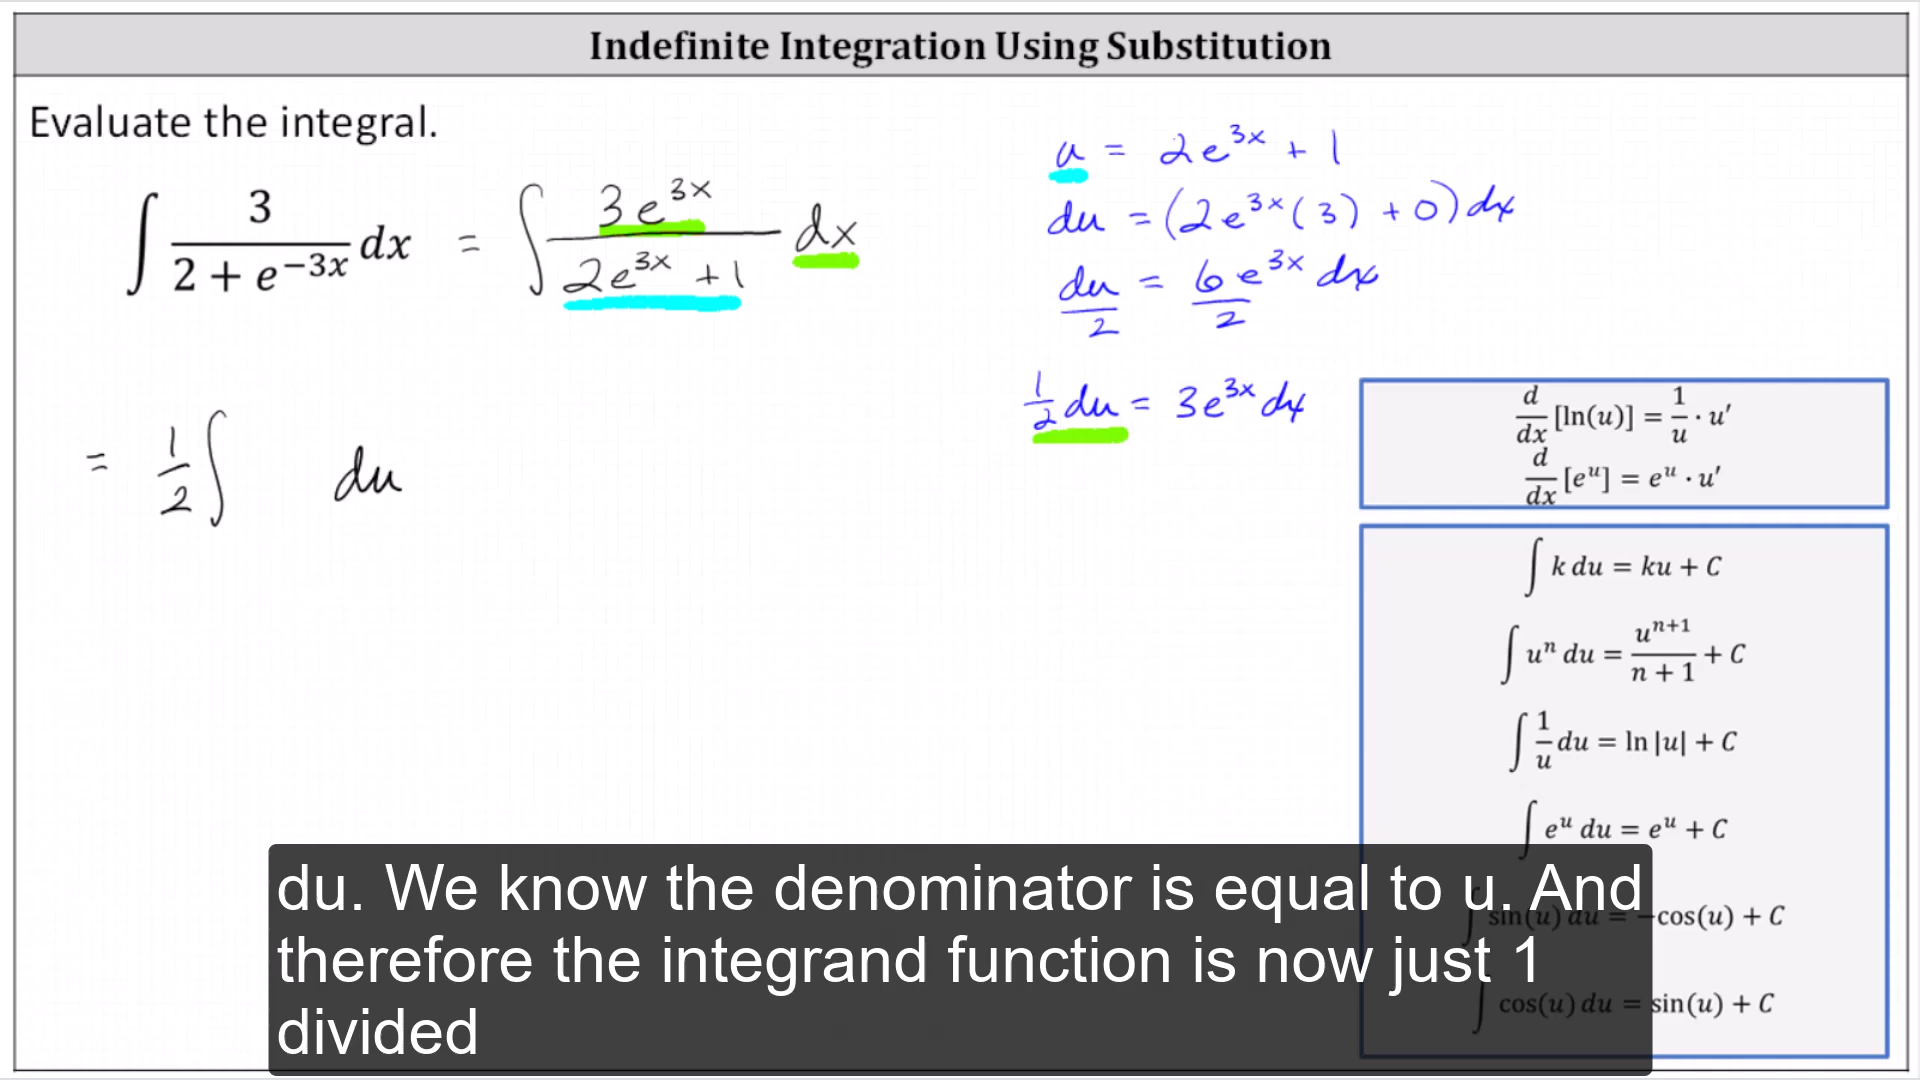 Indefinite Integration Using Substitution
Evaluate the integral.
∫ 3/(2 + e^(−3x)) dx = ∫ 3e^(3x)/(2e^(3x) + 1) dx
= 1/2 ∫ du
u = 2e^(3x) + 1
du = (2e^(3x)(3) + 0) dx
du/2 = 6e^(3x)/2 dx
1/2 du = 3e^(3x) dx
d/dx [ln(u)] = 1/u · u′
d/dx [e^u] = e^u · u′
∫ k du = ku + C
∫ u^n du = u^(n+1)/(n + 1) + C
∫ 1/u du = ln |u| + C
∫ e^u du = e^u + C
∫ sin(u) du = −cos(u) + C
∫ cos(u) du = sin(u) + C
du. We know the denominator is equal to u. And
therefore the integrand function is now just 1
divided